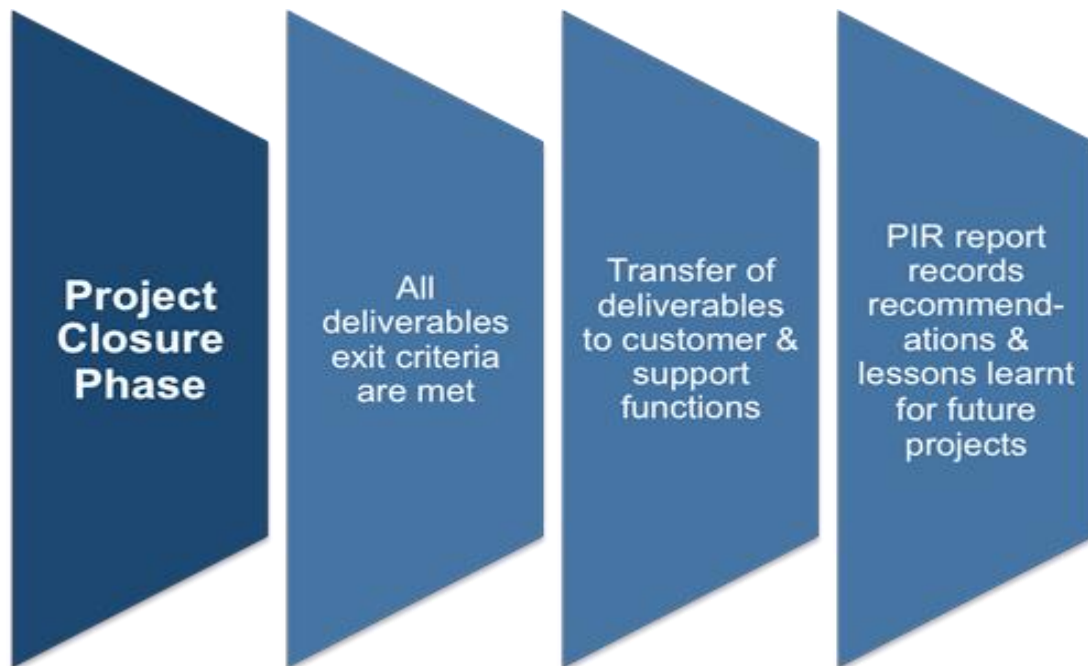 Project
Closure
Phase
All
deliverables
exit criteria
are met
Transfer of
deliverables
to customer &
support
functions
PIR report
records
recommend-
ations &
lessons learnt
for future
projects